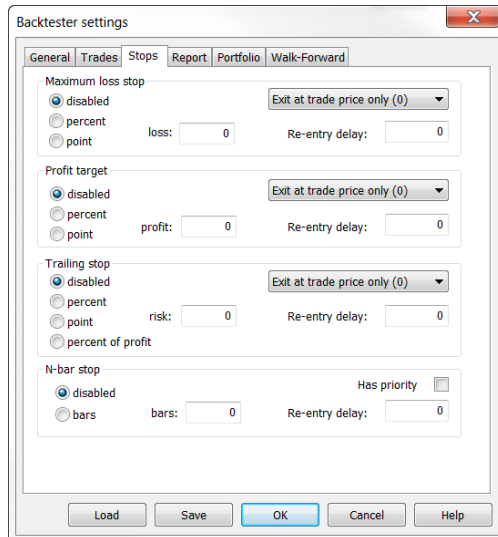 Backtester settings
General Trades Stops Report Portfolio Walk-Forward
Maximum loss stop
disabled Exit at trade price only (0)
percent
loss: 0 Re-entry delay: 0
point
Profit target
disabled Exit at trade price only (0)
percent
profit: 0 Re-entry delay: 0
point
Trailing stop
disabled Exit at trade price only (0)
percent
point risk: 0 Re-entry delay: 0
percent of profit
N-bar stop
Has priority
disabled
bars bars: 0 Re-entry delay: 0
Load Save OK Cancel Help